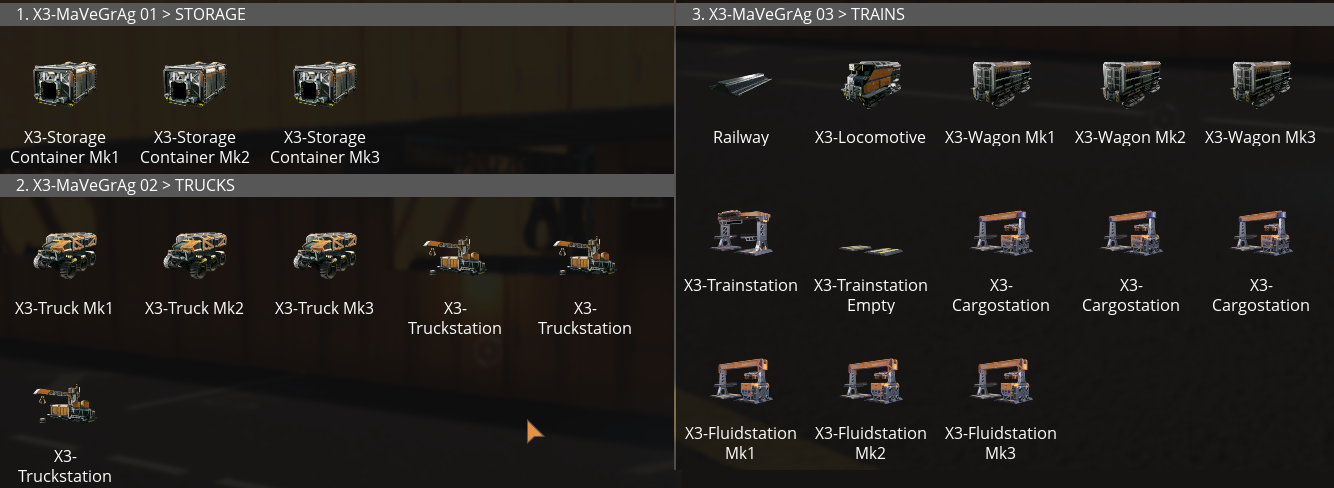 1. X3-MaVeGrAg 01 > STORAGE
X3-Storage
Container Mk1
X3-Storage
Container Mk2
X3-Storage
Container Mk3
2. X3-MaVeGrAg 02 > TRUCKS
X3-Truck Mk1
X3-Truck Mk2
X3-Truck Mk3
X3-
Truckstation
X3-
Truckstation
X3-
Truckstation
3. X3-MaVeGrAg 03 > TRAINS
Railway
X3-Locomotive
X3-Wagon Mk1
X3-Wagon Mk2
X3-Wagon Mk3
X3-Trainstation
X3-Trainstation
Empty
X3-
Cargostation
X3-
Cargostation
X3-
Cargostation
X3-Fluidstation
Mk1
X3-Fluidstation
Mk2
X3-Fluidstation
Mk3